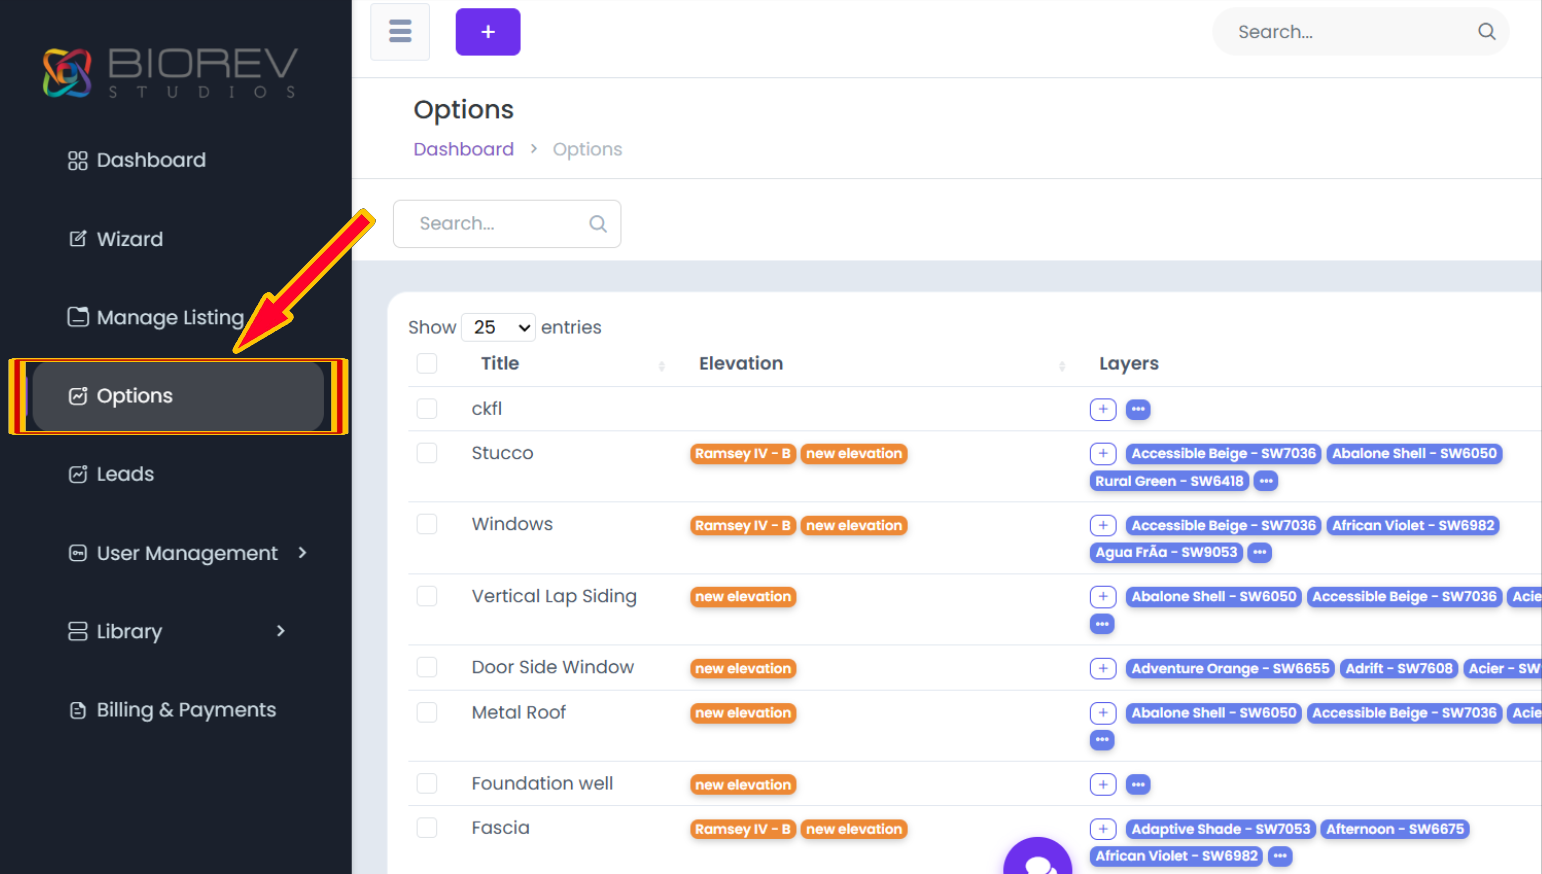 BIOREV
STUDIOS
Dashboard
Wizard
Manage Listing
Options
Leads
User Management
Library
Billing & Payments
+
Search...
Options
Dashboard > Options
Search...
Show 25 entries
Title Elevation Layers
ckfl + •••
Stucco Ramsey IV - B new elevation + Accessible Beige - SW7036 Abalone Shell - SW6050
Rural Green - SW6418 •••
Windows Ramsey IV - B new elevation + Accessible Beige - SW7036 African Violet - SW6982
Agua FrÃa - SW9053 •••
Vertical Lap Siding new elevation + Abalone Shell - SW6050 Accessible Beige - SW7036 Acie
•••
Door Side Window new elevation + Adventure Orange - SW6655 Adrift - SW7608 Acier - SW
Metal Roof new elevation + Abalone Shell - SW6050 Accessible Beige - SW7036 Acie
•••
Foundation well new elevation + •••
Fascia Ramsey IV - B new elevation + Adaptive Shade - SW7053 Afternoon - SW6675
African Violet - SW6982 •••